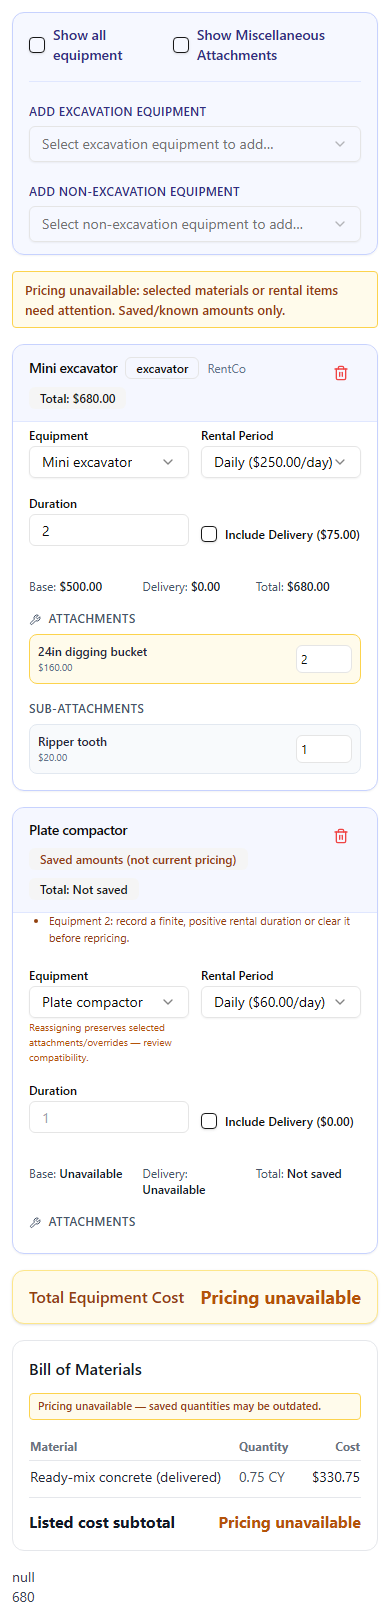 Show all equipment
Show Miscellaneous Attachments
ADD EXCAVATION EQUIPMENT
Select excavation equipment to add...
ADD NON-EXCAVATION EQUIPMENT
Select non-excavation equipment to add...
Pricing unavailable: selected materials or rental items
need attention. Saved/known amounts only.
Mini excavator excavator RentCo
Total: $680.00
Equipment Rental Period
Mini excavator Daily ($250.00/day)
Duration
2 Include Delivery ($75.00)
Base: $500.00 Delivery: $0.00 Total: $680.00
ATTACHMENTS
24in digging bucket
$160.00
2
SUB-ATTACHMENTS
Ripper tooth
$20.00
1
Plate compactor
Saved amounts (not current pricing)
Total: Not saved
• Equipment 2: record a finite, positive rental duration or clear it
before repricing.
Equipment Rental Period
Plate compactor Daily ($60.00/day)
Reassigning preserves selected
attachments/overrides — review
compatibility.
Duration
1 Include Delivery ($0.00)
Base: Unavailable Delivery: Unavailable Total: Not saved
ATTACHMENTS
Total Equipment Cost Pricing unavailable
Bill of Materials
Pricing unavailable — saved quantities may be outdated.
Material Quantity Cost
Ready-mix concrete (delivered) 0.75 CY $330.75
Listed cost subtotal Pricing unavailable
null
680